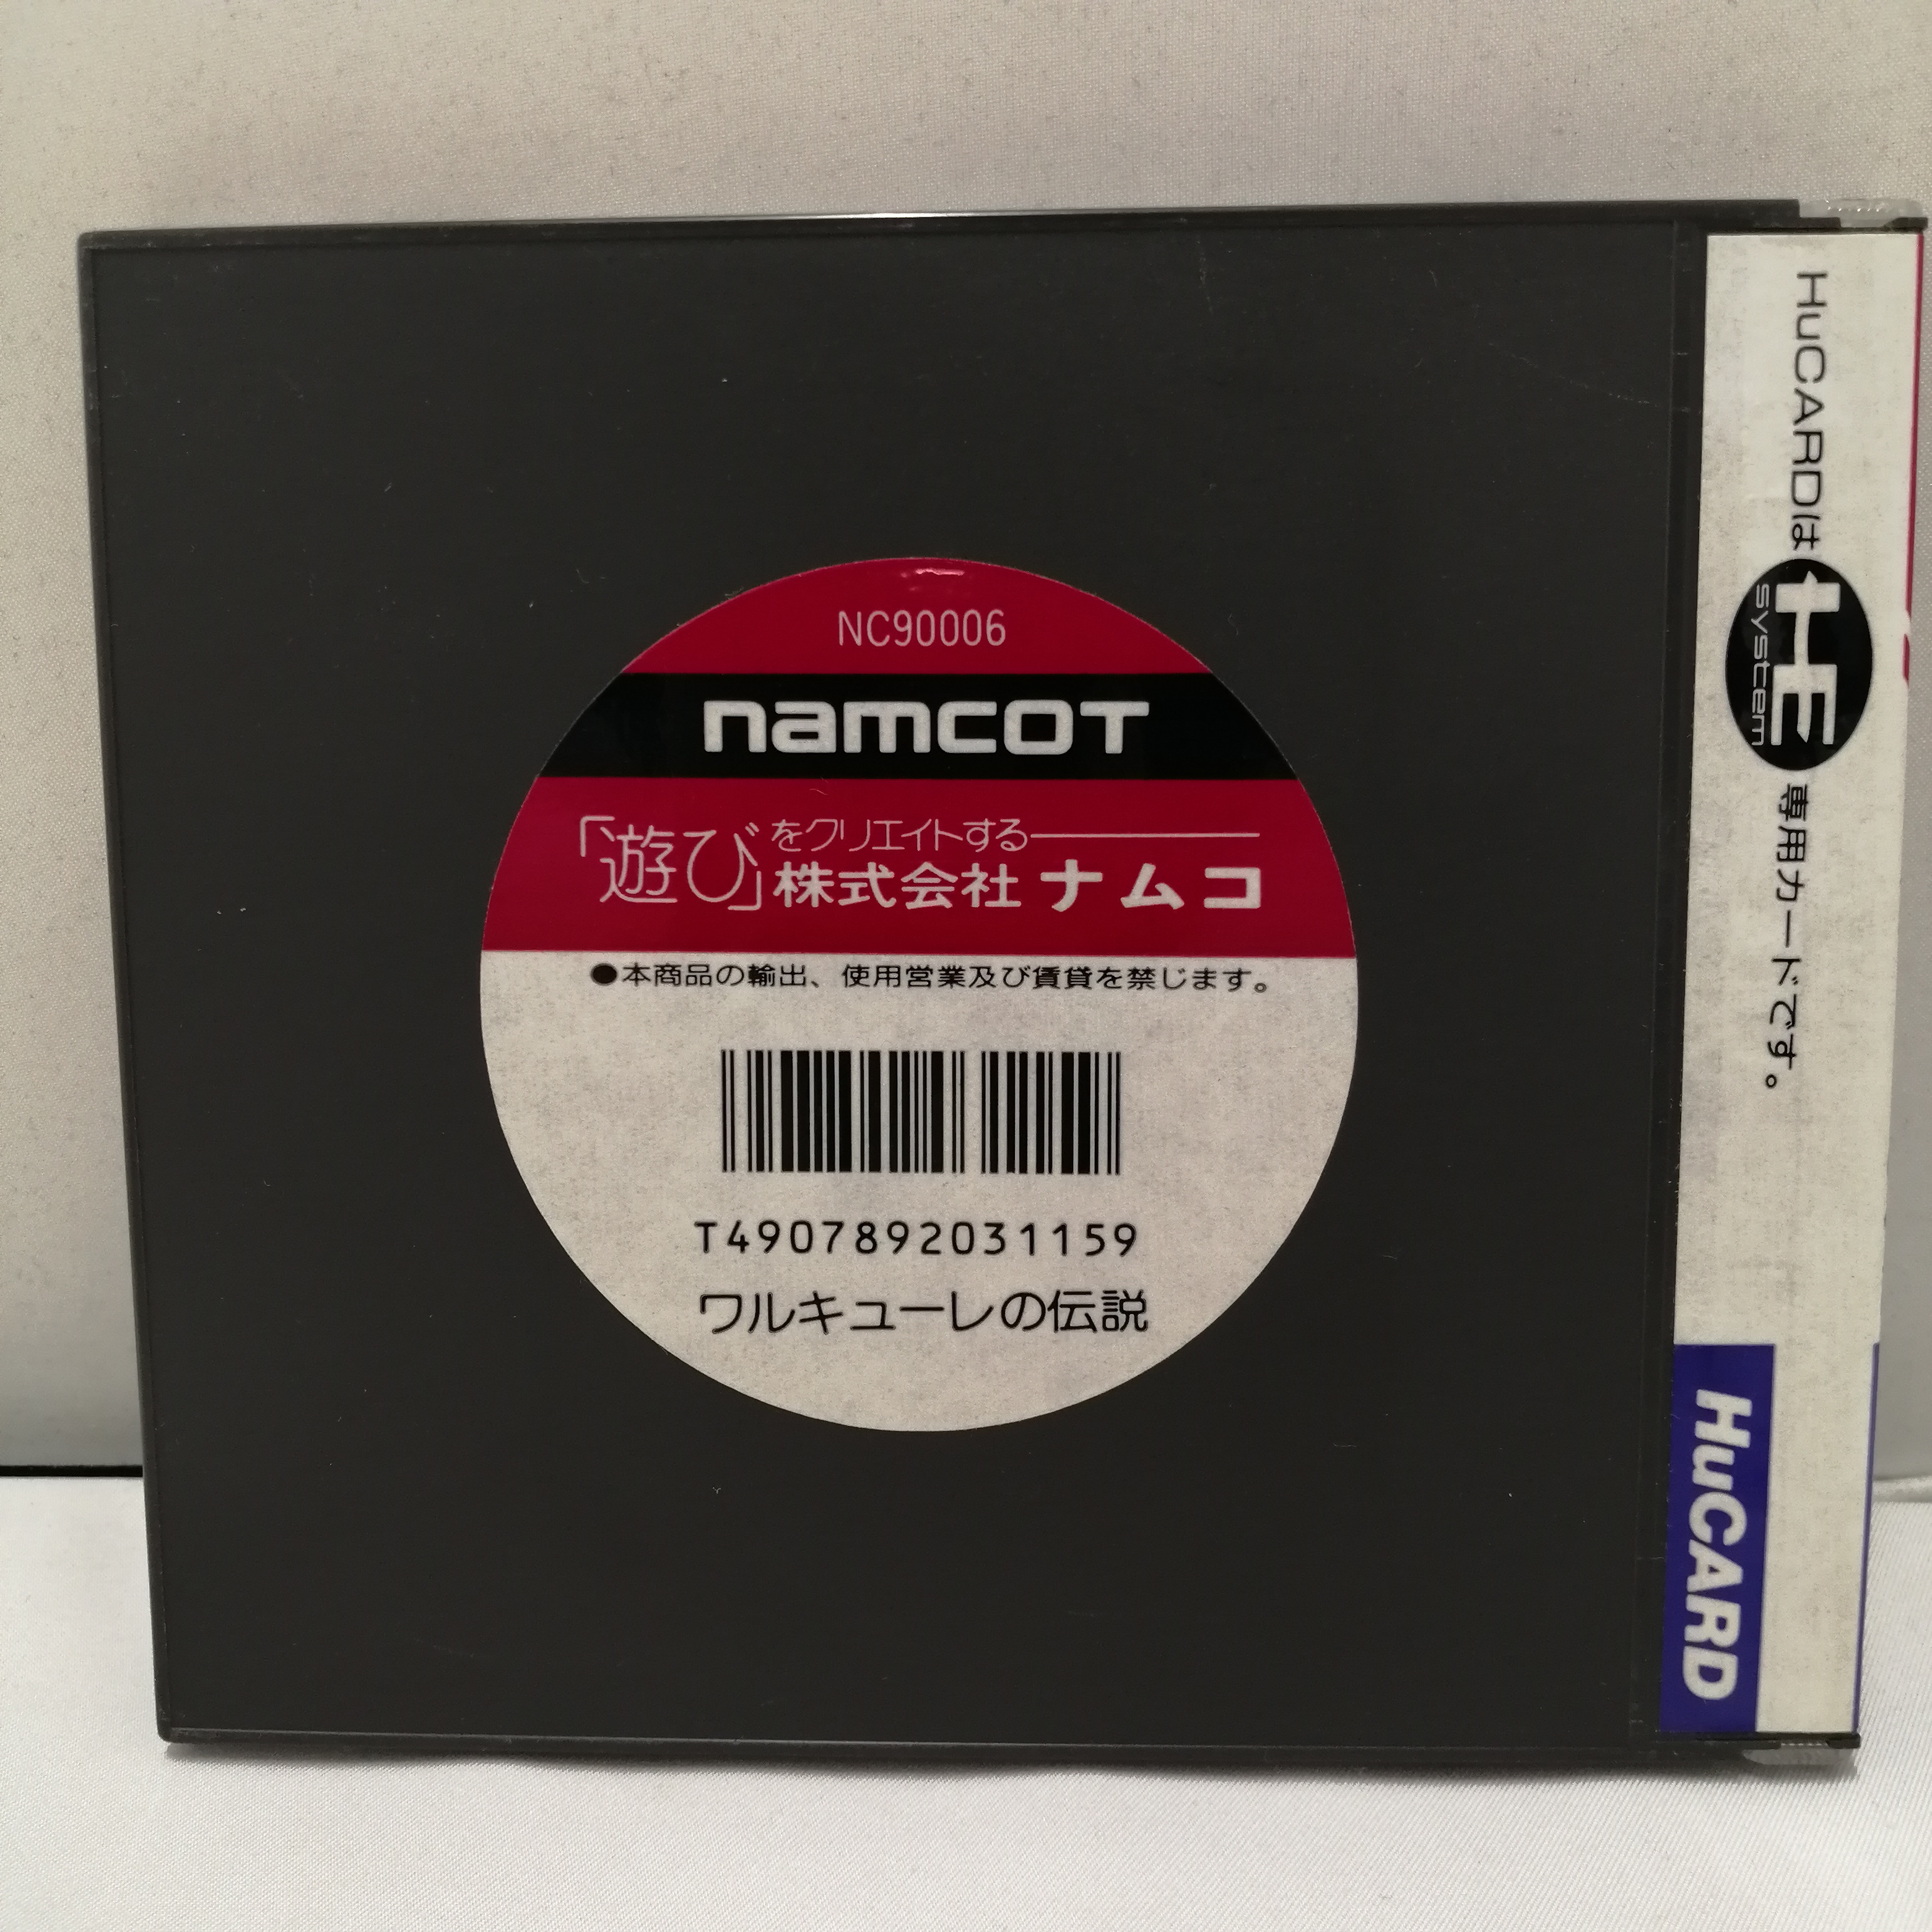 NC90006
namcot
「遊び」をクリエイトする
株式会社ナムコ
●本商品の輸出、使用営業及び賃貸を禁じます。
T4907892031159
ワルキューレの伝説
HuCARDは HE system 専用カードです。
HuCARD